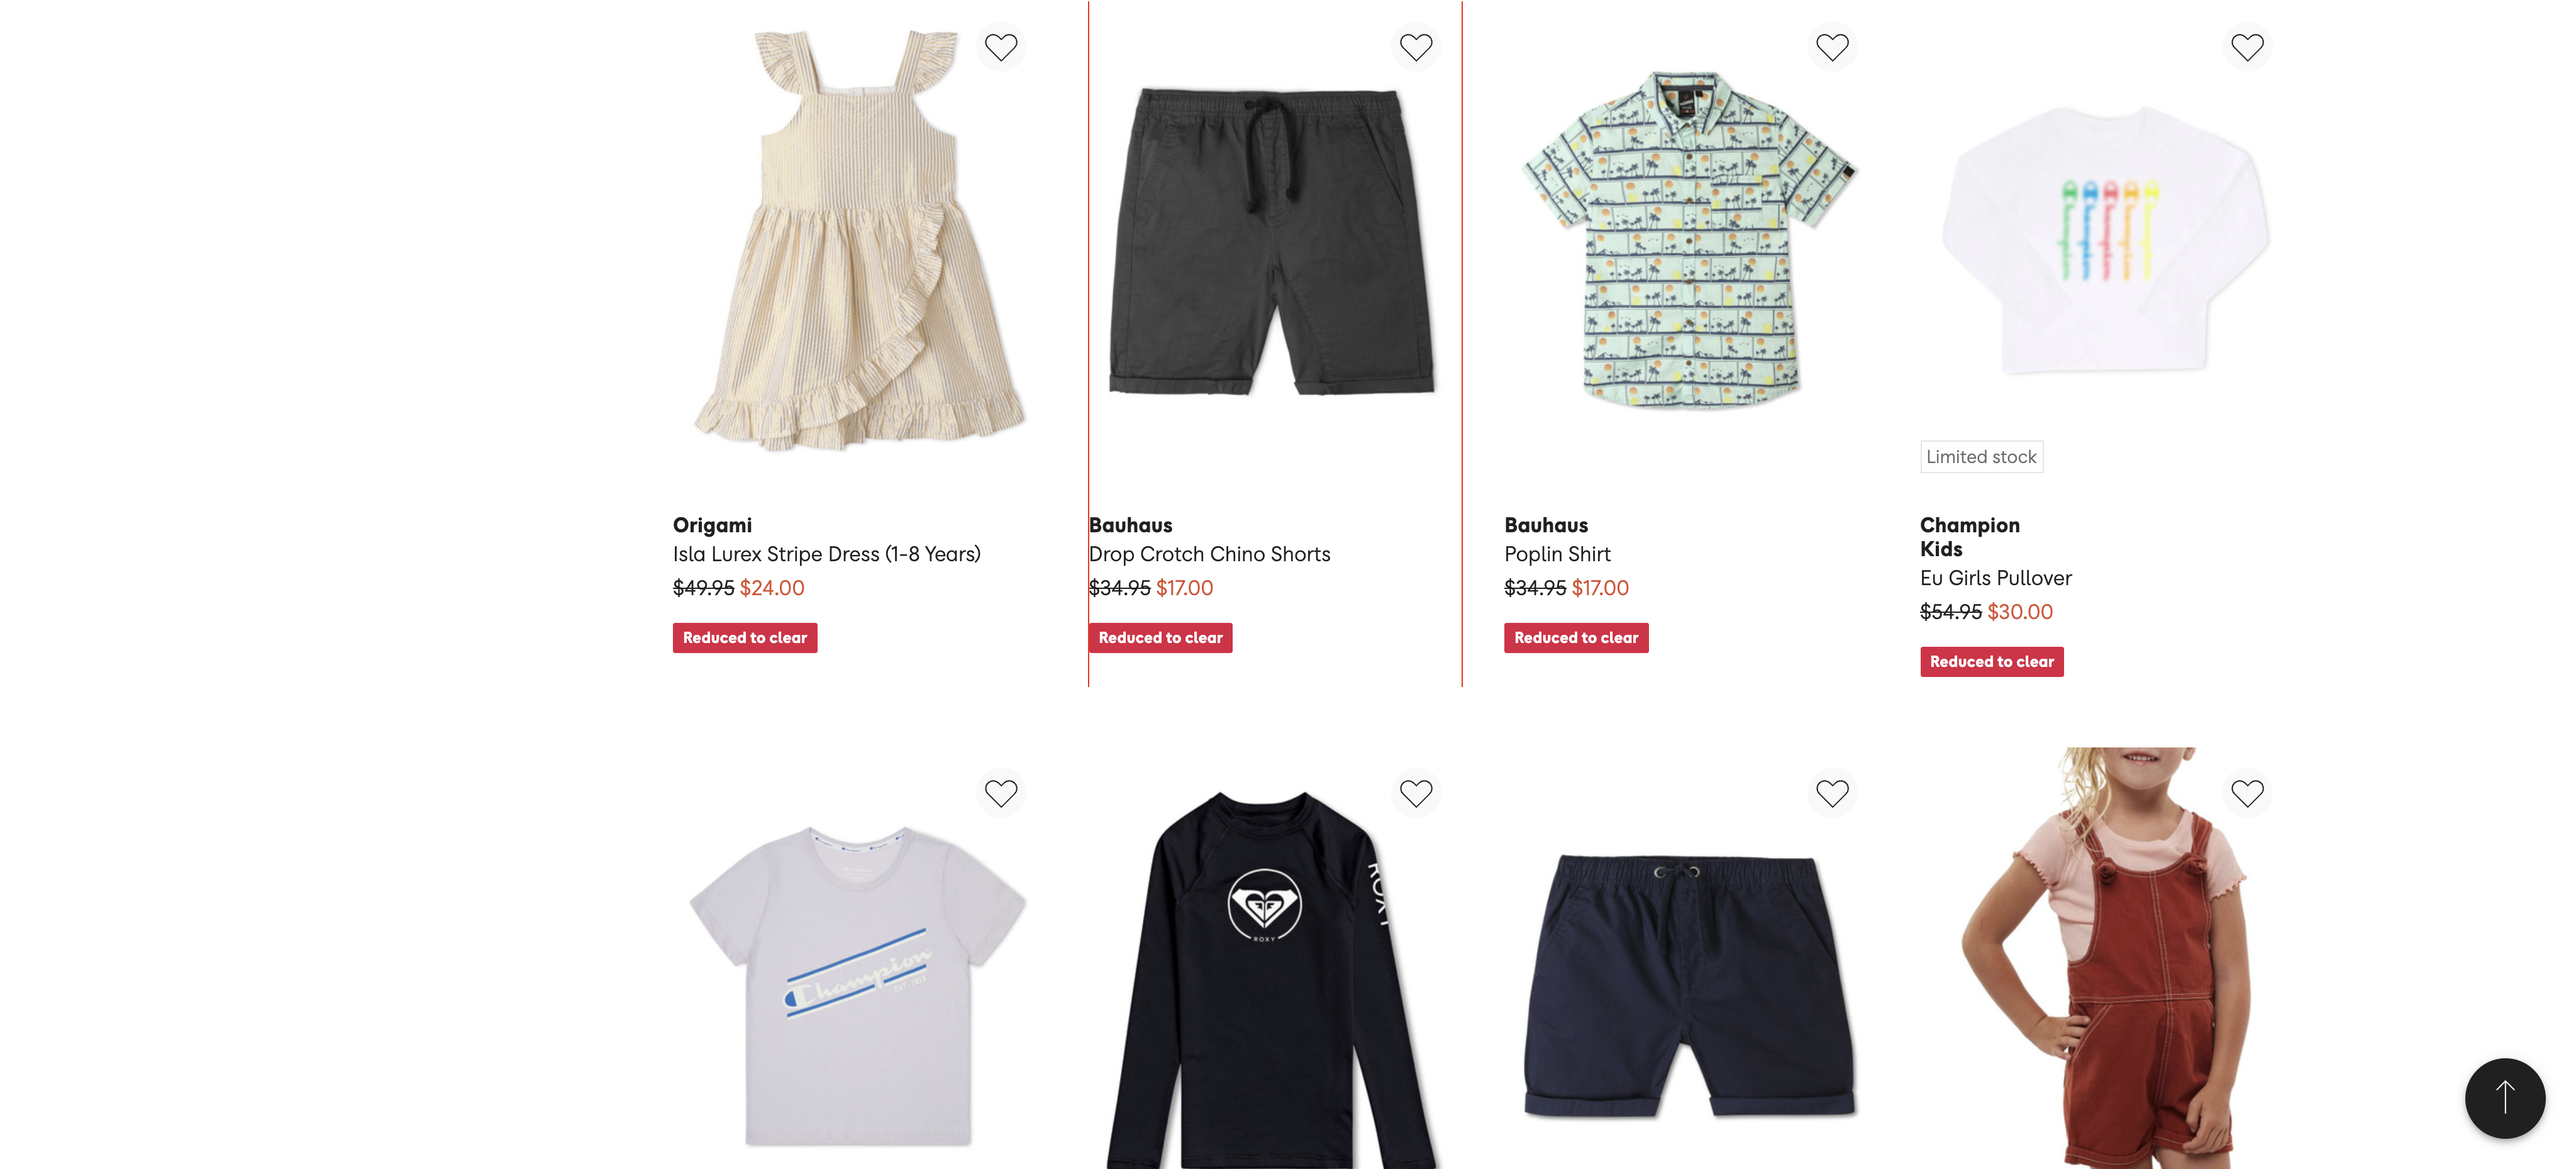 Limited stock
Origami
Isla Lurex Stripe Dress (1-8 Years)
$49.95 $24.00
Reduced to clear
Bauhaus
Drop Crotch Chino Shorts
$34.95 $17.00
Reduced to clear
Bauhaus
Poplin Shirt
$34.95 $17.00
Reduced to clear
Champion
Kids
Eu Girls Pullover
$54.95 $30.00
Reduced to clear
Champion
ROXY
ROXY